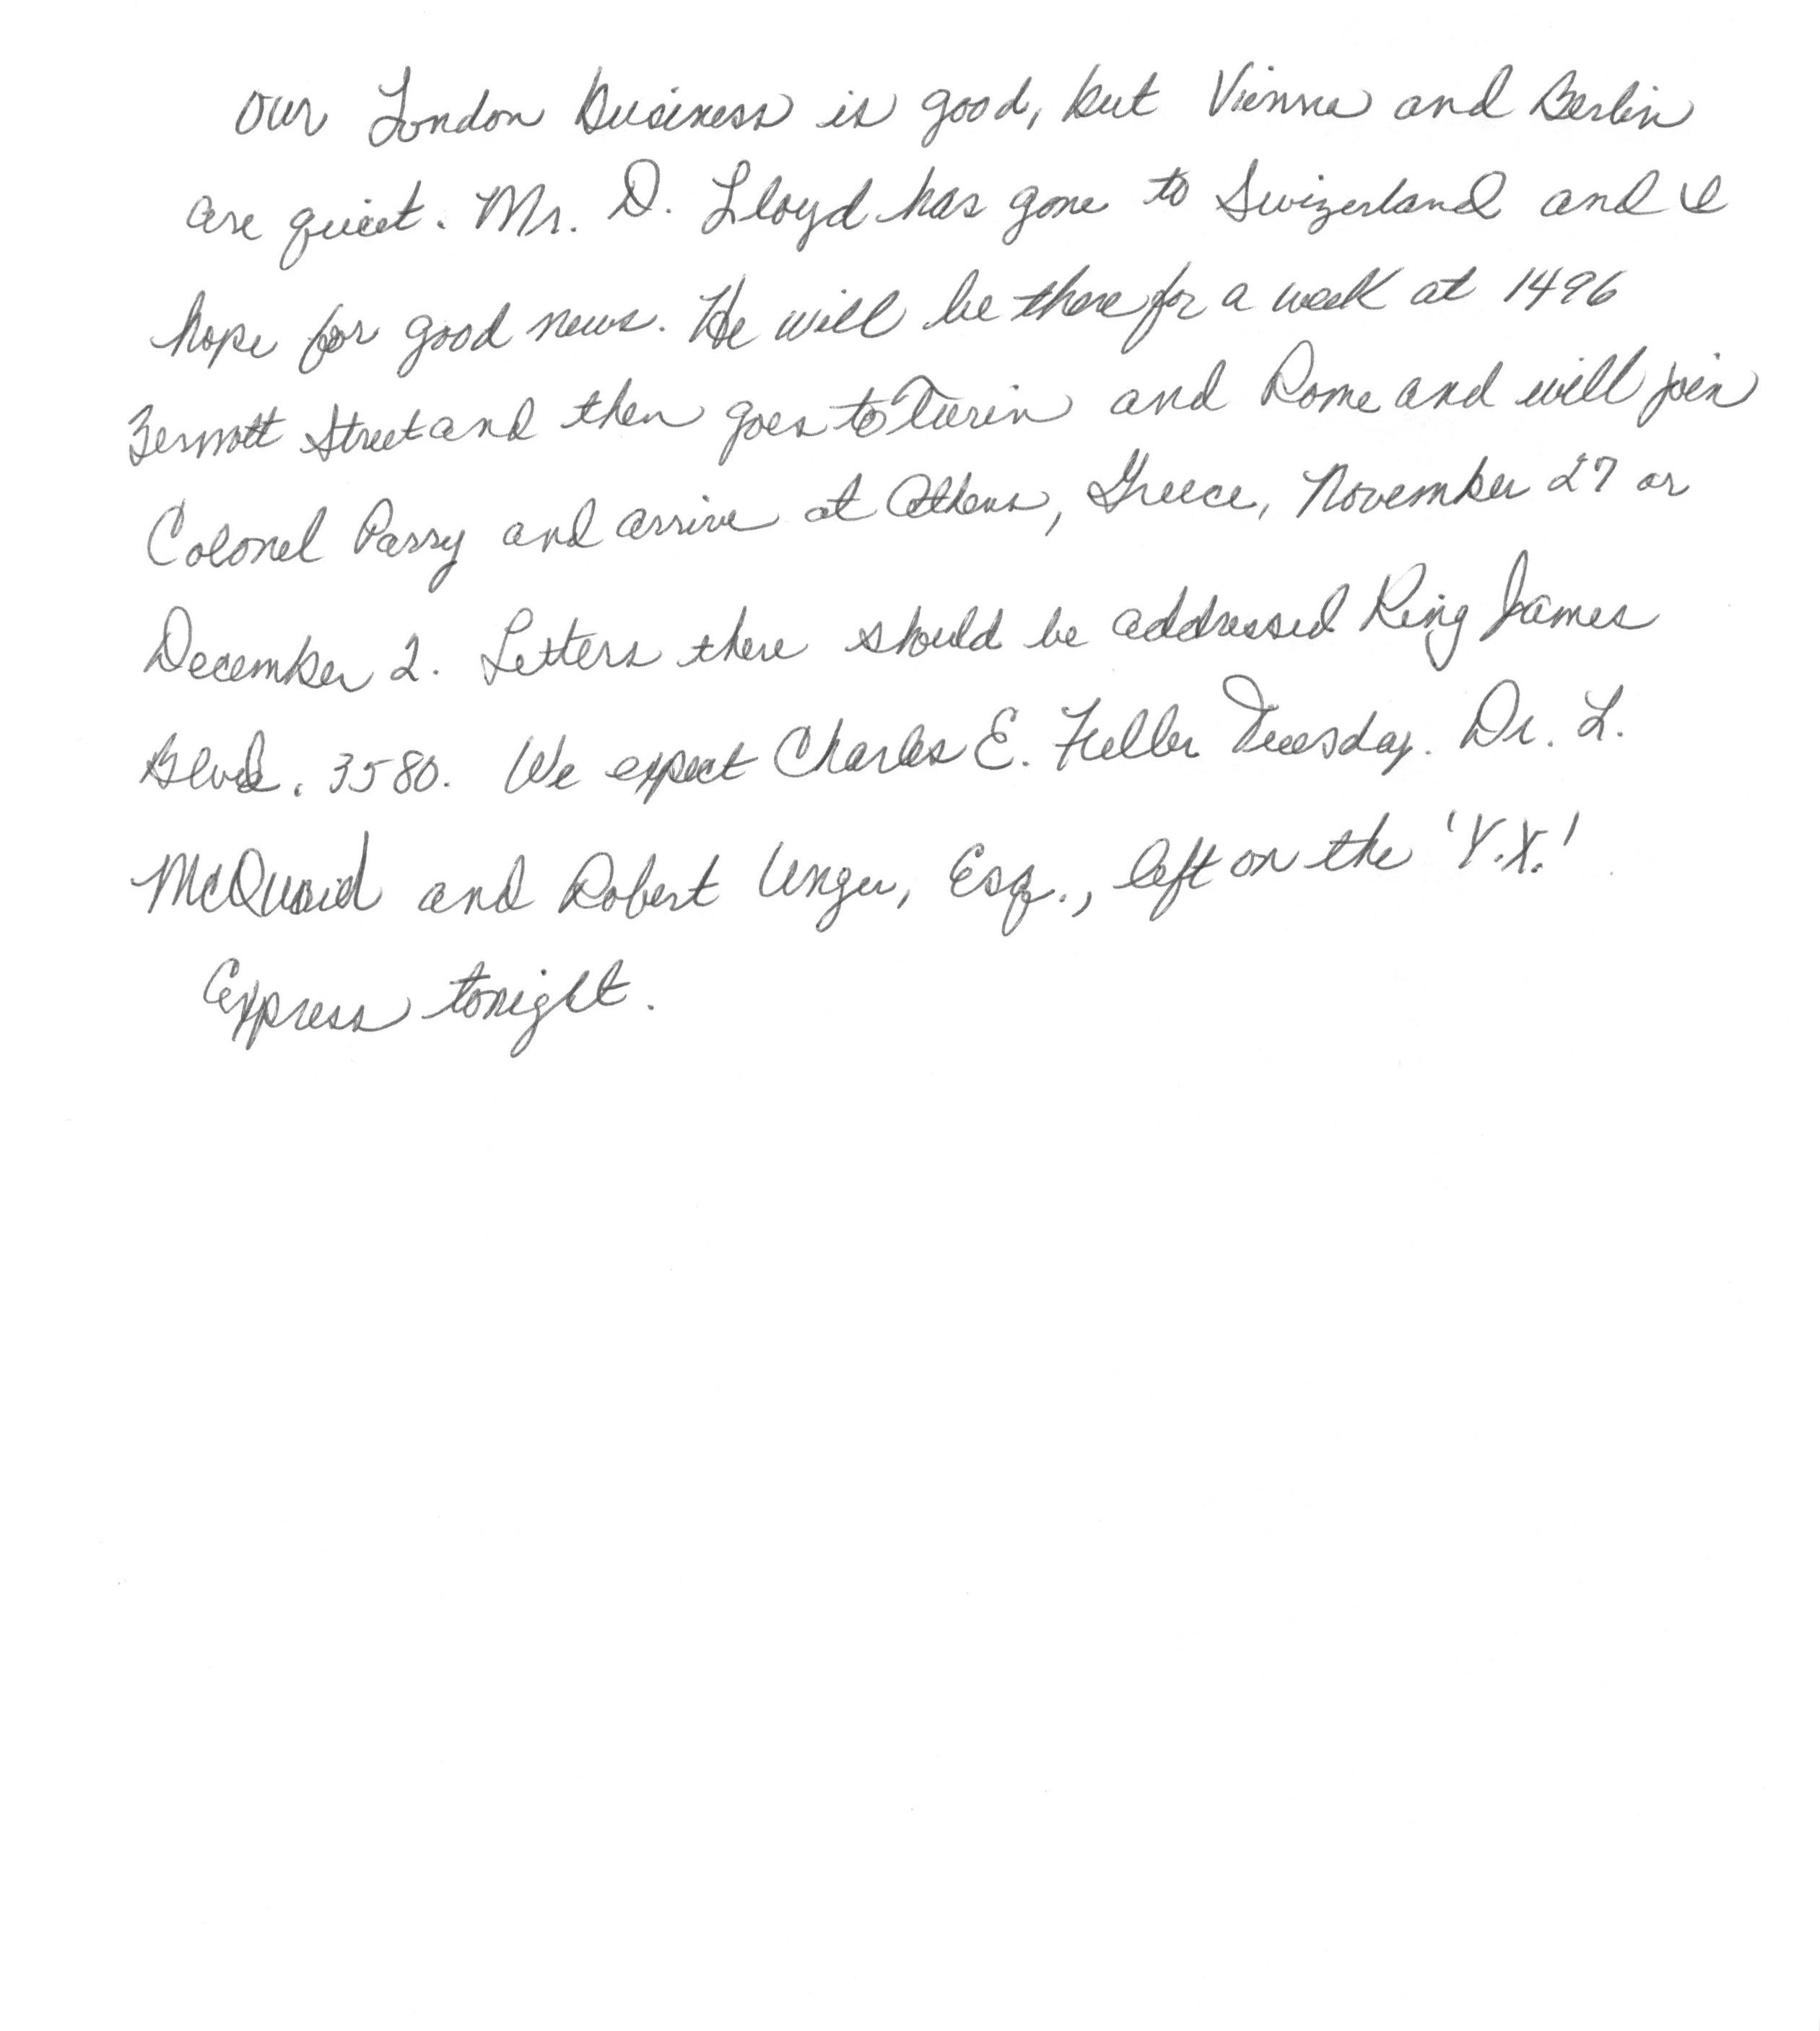 Our London business is good, but Vienna and Berlin
are quiet. Mr. D. Lloyd has gone to Swizerland and I
hope for good news. He will be there for a week at 1496
Zermott Street and then goes to Turin and Rome and will join
Colonel Parry and arrive at Athens, Greece, November 27 or
December 2. Letters there should be addressed King James
Blvd. 3580. We expect Charles E. Fuller Tuesday. Dr. L.
McQuaid and Robert Unger, Esq., left on the 'Y.X.'
Express tonight.